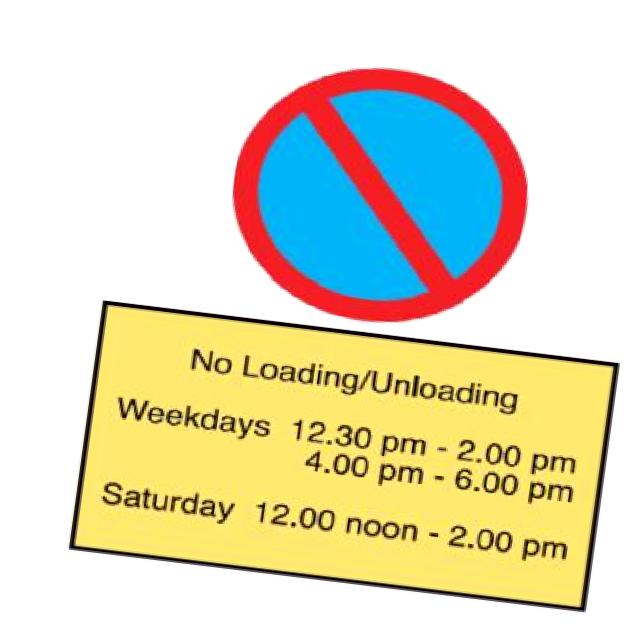 No Loading/Unloading
Weekdays 12.30 pm - 2.00 pm
4.00 pm - 6.00 pm
Saturday 12.00 noon - 2.00 pm